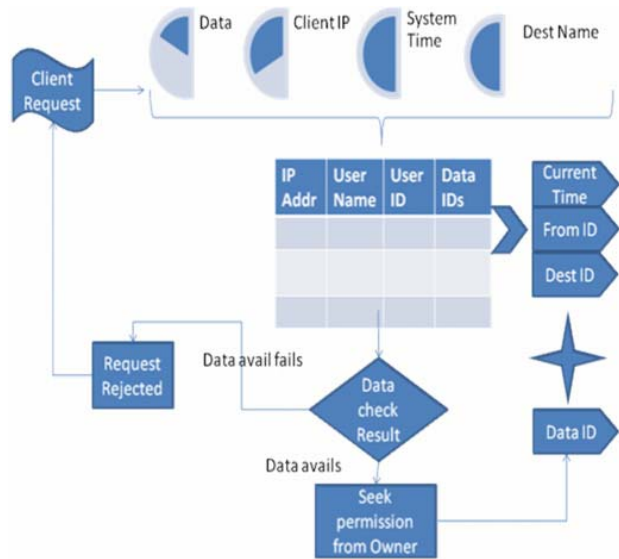 Data
Client IP
System
Time
Dest Name
Client
Request
IP
Addr
User
Name
User
ID
Data
IDs
Current
Time
From ID
Dest ID
Data avail fails
Request
Rejected
Data
check
Result
Data ID
Data avails
Seek
permission
from Owner